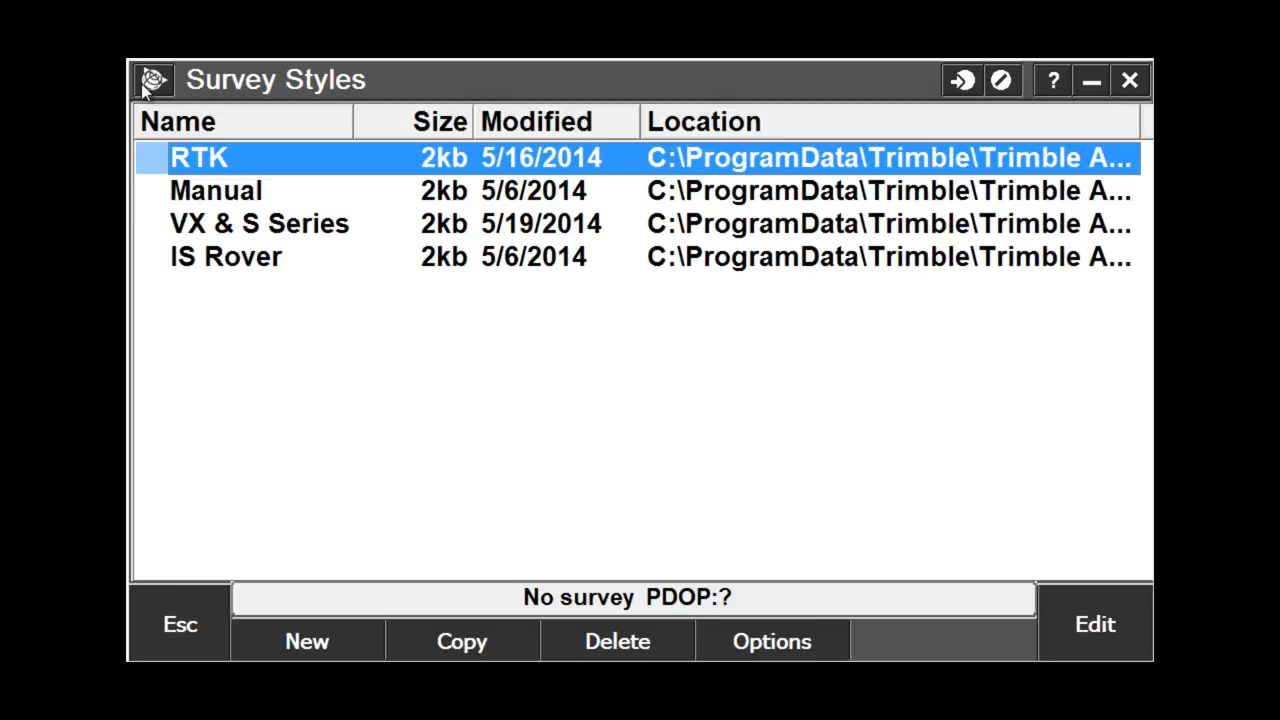 Survey Styles ?
Name Size Modified Location
RTK 2kb 5/16/2014 C:\ProgramData\Trimble\Trimble A...
Manual 2kb 5/6/2014 C:\ProgramData\Trimble\Trimble A...
VX & S Series 2kb 5/19/2014 C:\ProgramData\Trimble\Trimble A...
IS Rover 2kb 5/6/2014 C:\ProgramData\Trimble\Trimble A...
No survey PDOP:?
Esc New Copy Delete Options Edit